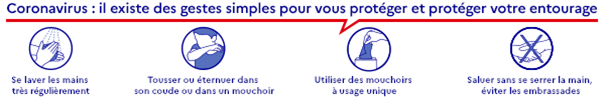 Coronavirus : il existe des gestes simples pour vous protéger et protéger votre entourage
Se laver les mains
très régulièrement
Tousser ou éternuer dans
son coude ou dans un mouchoir
Utiliser des mouchoirs
à usage unique
Saluer sans se serrer la main,
éviter les embrassades